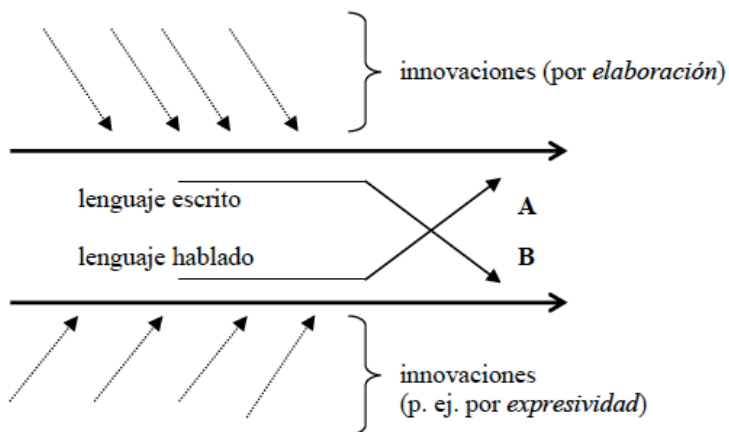 innovaciones (por elaboración)
lenguaje escrito
A
lenguaje hablado
B
innovaciones
(p. ej. por expresividad)